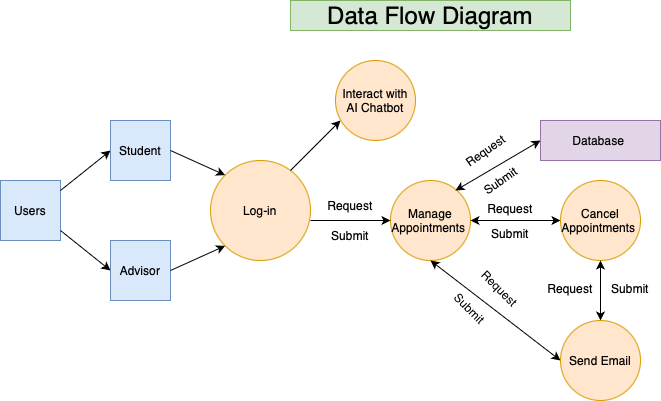 Data Flow Diagram
Interact with
AI Chatbot
Student
Request
Database
Submit
Users
Log-in
Request
Submit
Manage
Appointments
Request
Submit
Cancel
Appointments
Advisor
Request
Submit
Request
Submit
Send Email